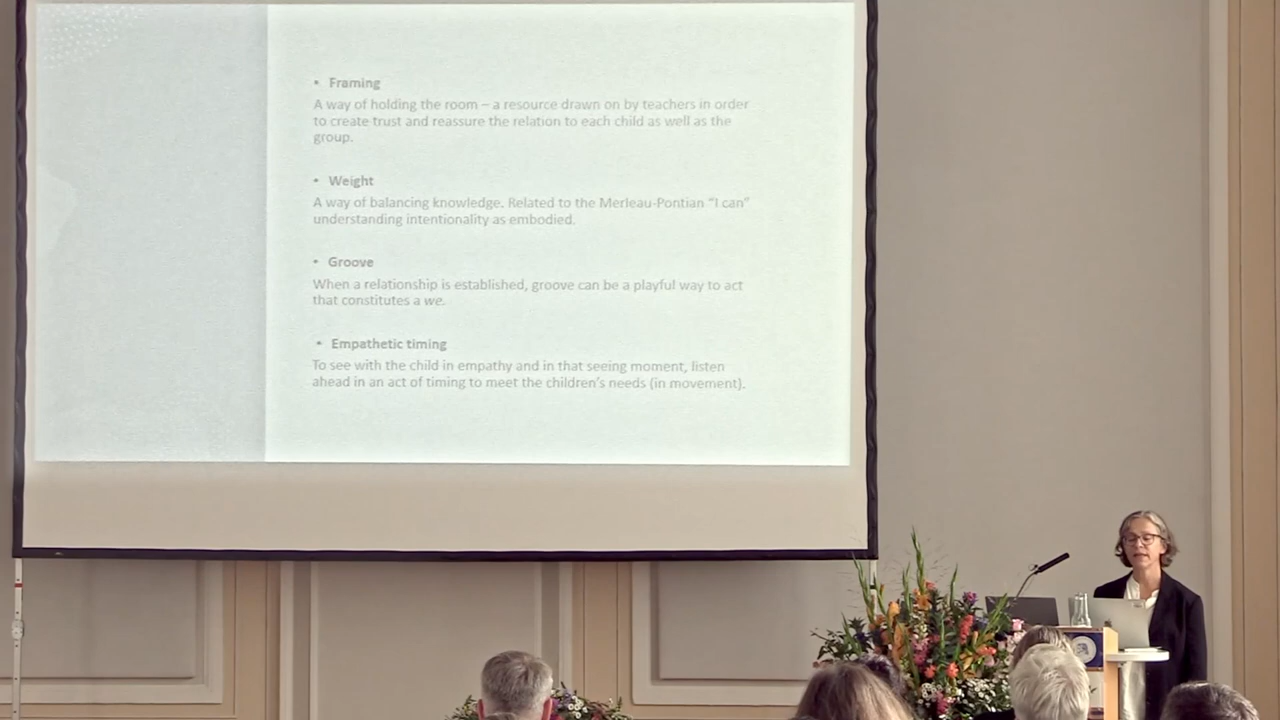 • Framing
A way of holding the room – a resource drawn on by teachers in order
to create trust and reassure the relation to each child as well as the
group.
• Weight
A way of balancing knowledge. Related to the Merleau-Pontian “I can”
understanding intentionality as embodied.
• Groove
When a relationship is established, groove can be a playful way to act
that constitutes a we.
• Empathetic timing
To see with the child in empathy and in that seeing moment, listen
ahead in an act of timing to meet the children’s needs (in movement).